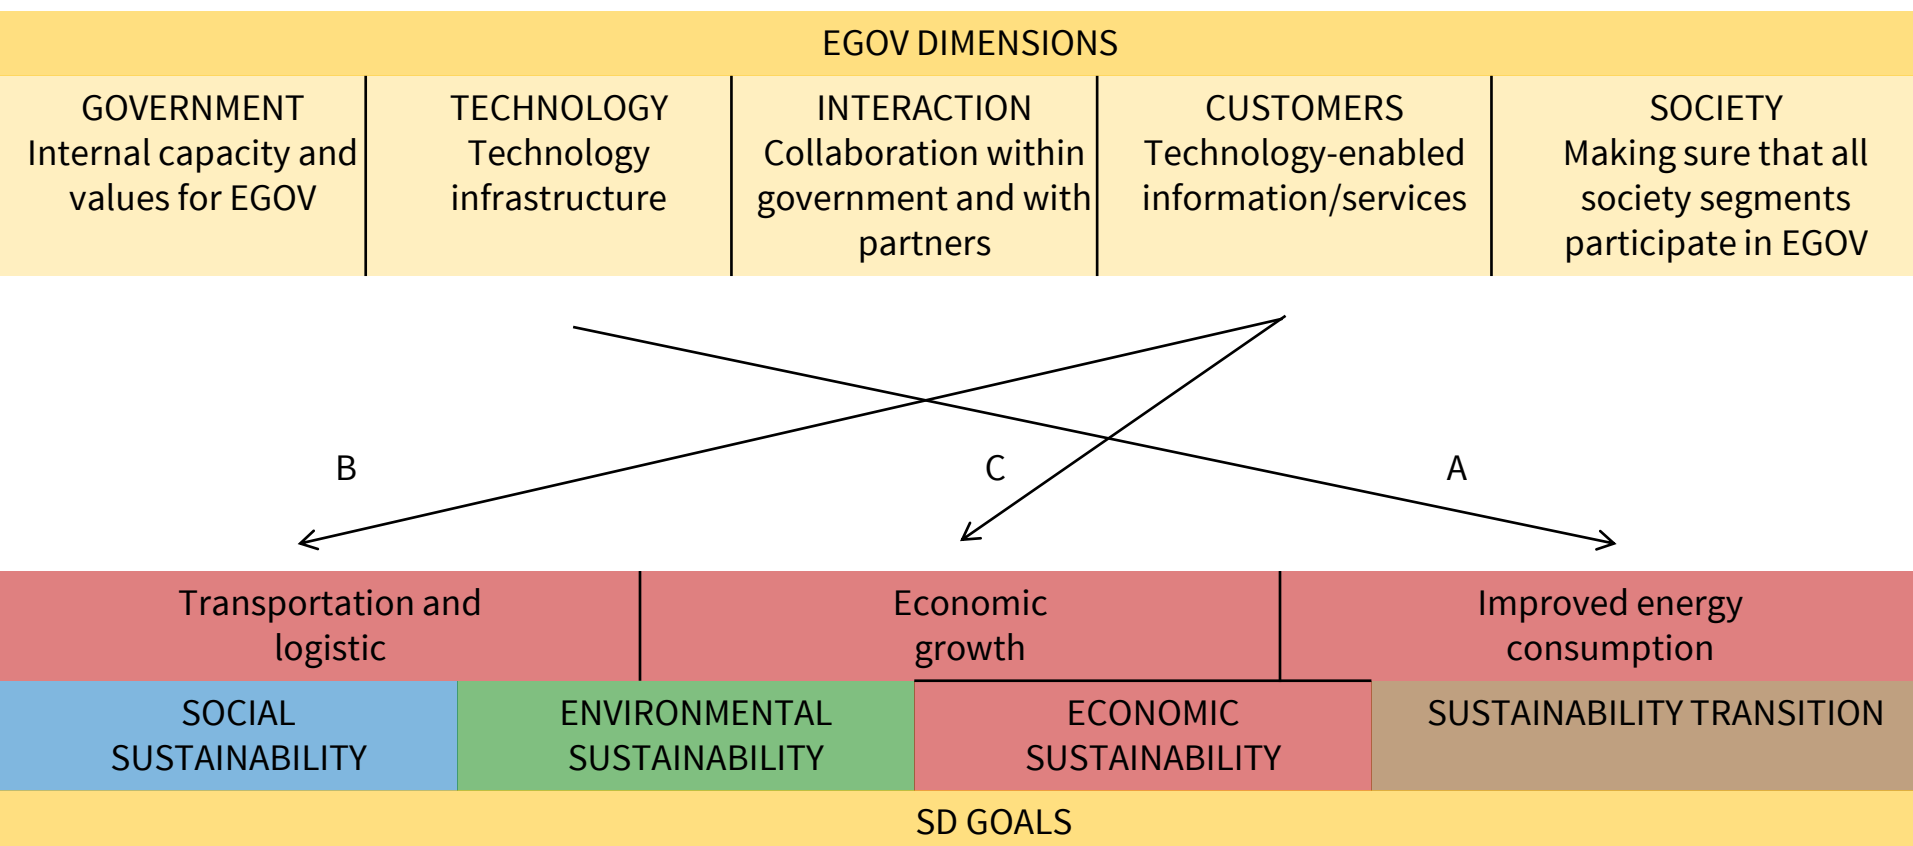 EGOV DIMENSIONS
GOVERNMENT
Internal capacity and
values for EGOV
TECHNOLOGY
Technology
infrastructure
INTERACTION
Collaboration within
government and with
partners
CUSTOMERS
Technology-enabled
information/services
SOCIETY
Making sure that all
society segments
participate in EGOV
B
C
A
Transportation and
logistic
Economic
growth
Improved energy
consumption
SOCIAL
SUSTAINABILITY
ENVIRONMENTAL
SUSTAINABILITY
ECONOMIC
SUSTAINABILITY
SUSTAINABILITY TRANSITION
SD GOALS